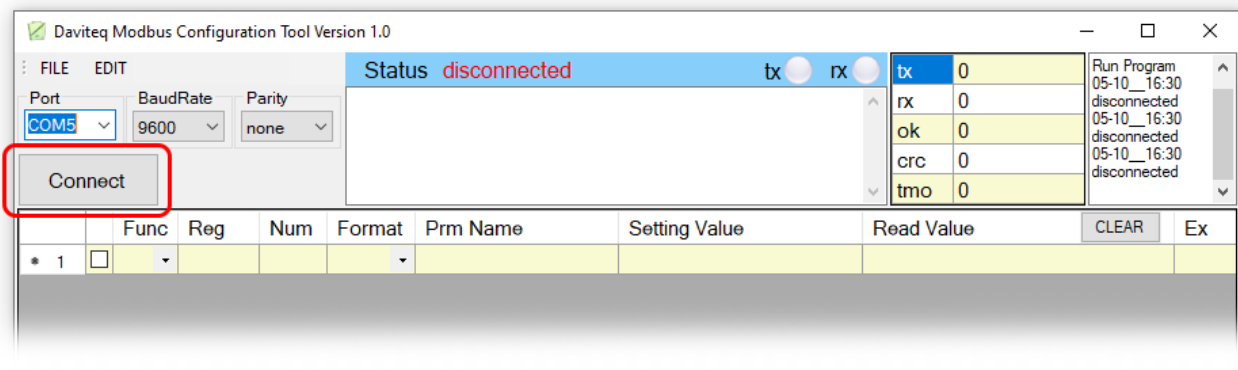 Daviteq Modbus Configuration Tool Version 1.0
FILE EDIT
Port BaudRate Parity
COM5 9600 none
Connect
Status disconnected tx rx
tx 0
rx 0
ok 0
crc 0
tmo 0
Run Program
05-10__16:30
disconnected
05-10__16:30
disconnected
05-10__16:30
disconnected
Func Reg Num Format Prm Name Setting Value Read Value CLEAR Ex
* 1